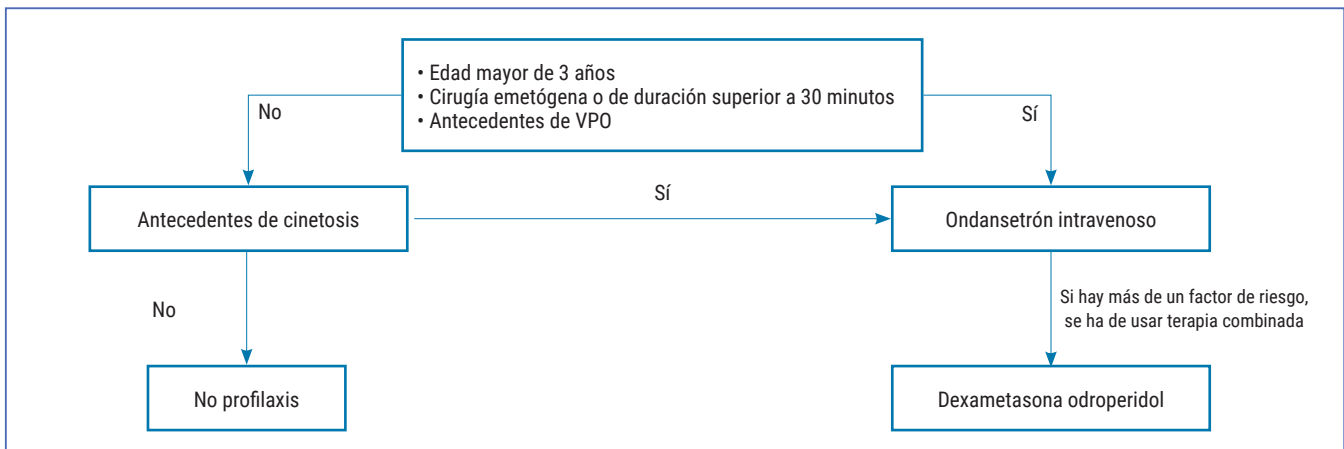 • Edad mayor de 3 años
• Cirugía emetógena o de duración superior a 30 minutos
• Antecedentes de VPO
No
Sí
Antecedentes de cinetosis
Sí
Ondansetrón intravenoso
No
Si hay más de un factor de riesgo,
se ha de usar terapia combinada
No profilaxis
Dexametasona odroperidol